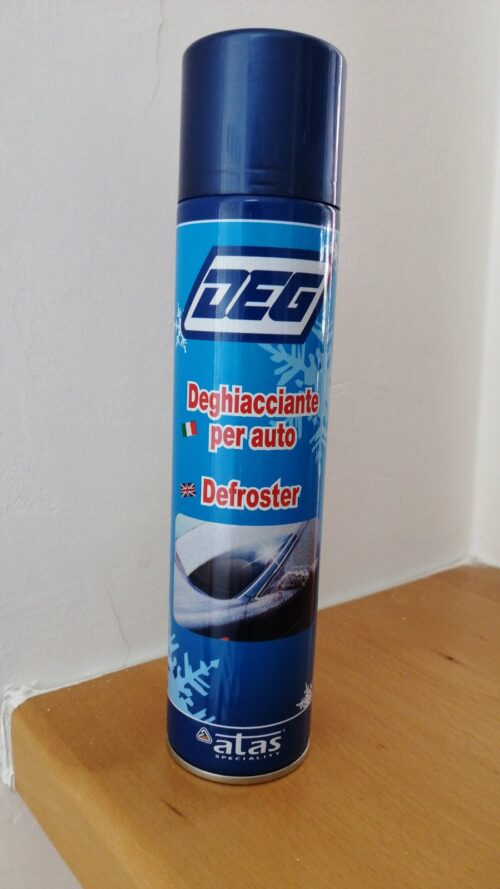 DEG
Deghiacciante
per auto
Defroster
atas
SPECIALITY